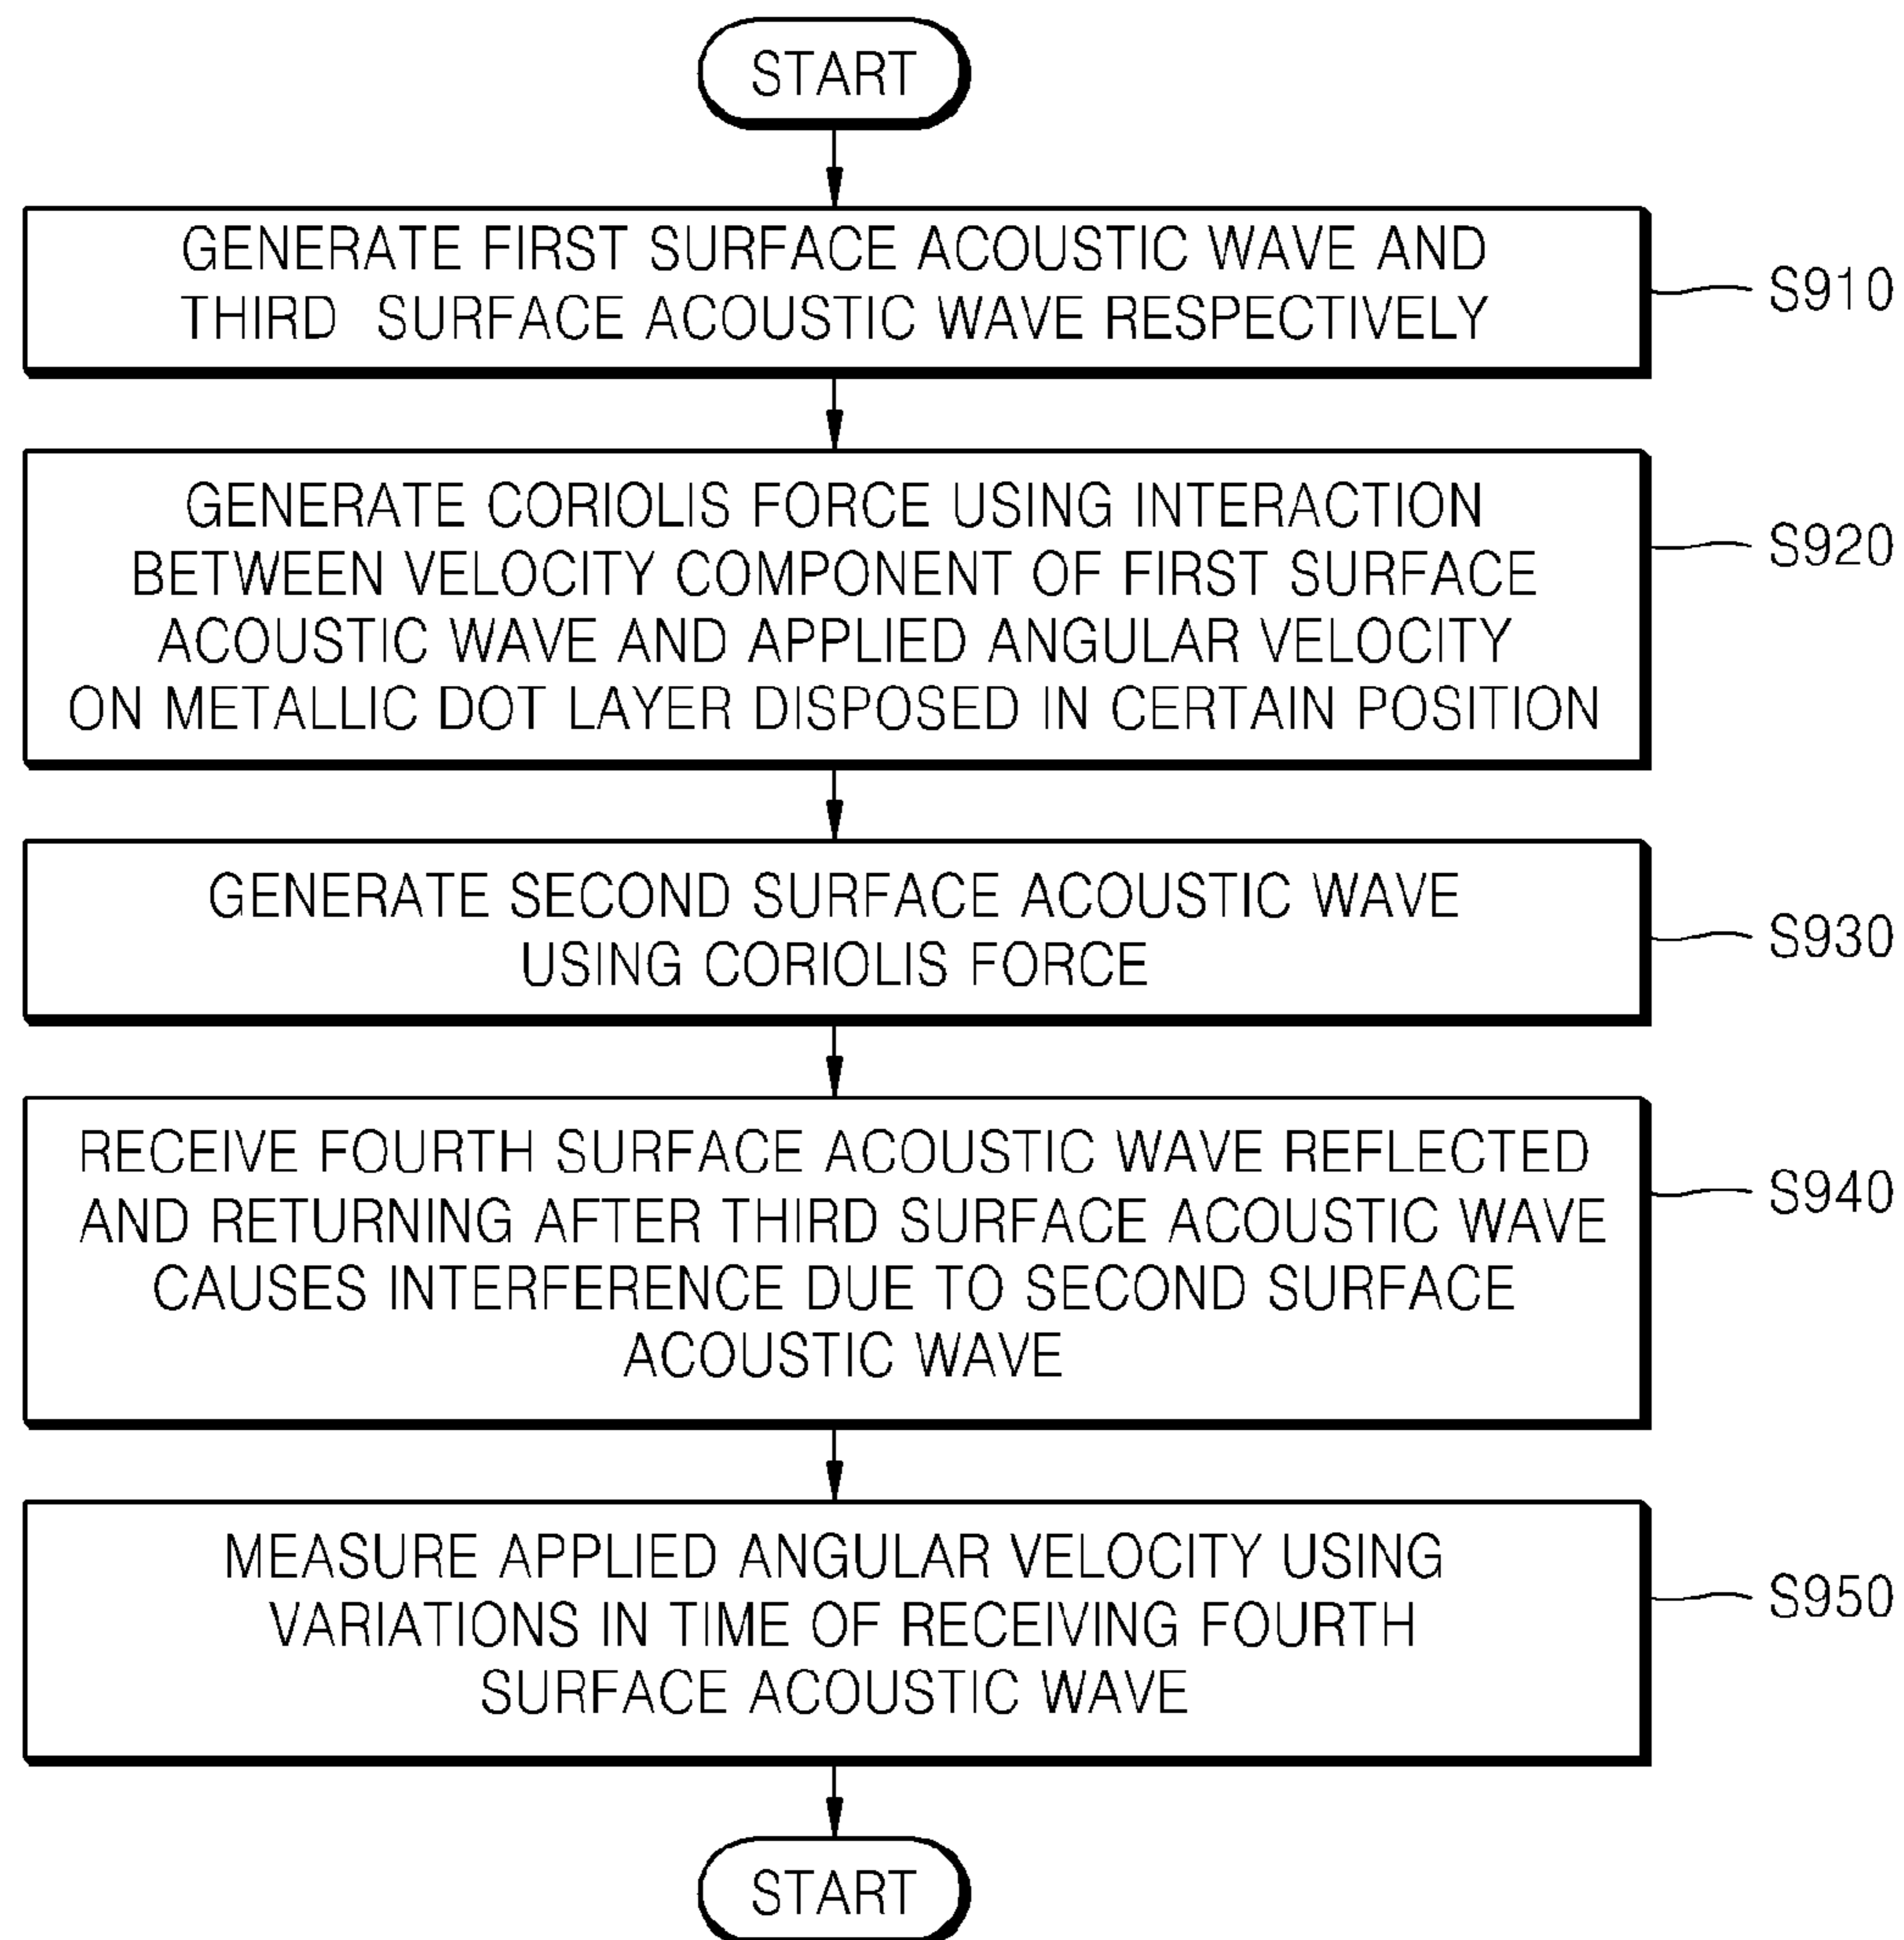 START
GENERATE FIRST SURFACE ACOUSTIC WAVE AND
THIRD SURFACE ACOUSTIC WAVE RESPECTIVELY
S910
GENERATE CORIOLIS FORCE USING INTERACTION
BETWEEN VELOCITY COMPONENT OF FIRST SURFACE
ACOUSTIC WAVE AND APPLIED ANGULAR VELOCITY
ON METALLIC DOT LAYER DISPOSED IN CERTAIN POSITION
S920
GENERATE SECOND SURFACE ACOUSTIC WAVE
USING CORIOLIS FORCE
S930
RECEIVE FOURTH SURFACE ACOUSTIC WAVE REFLECTED
AND RETURNING AFTER THIRD SURFACE ACOUSTIC WAVE
CAUSES INTERFERENCE DUE TO SECOND SURFACE
ACOUSTIC WAVE
S940
MEASURE APPLIED ANGULAR VELOCITY USING
VARIATIONS IN TIME OF RECEIVING FOURTH
SURFACE ACOUSTIC WAVE
S950
START